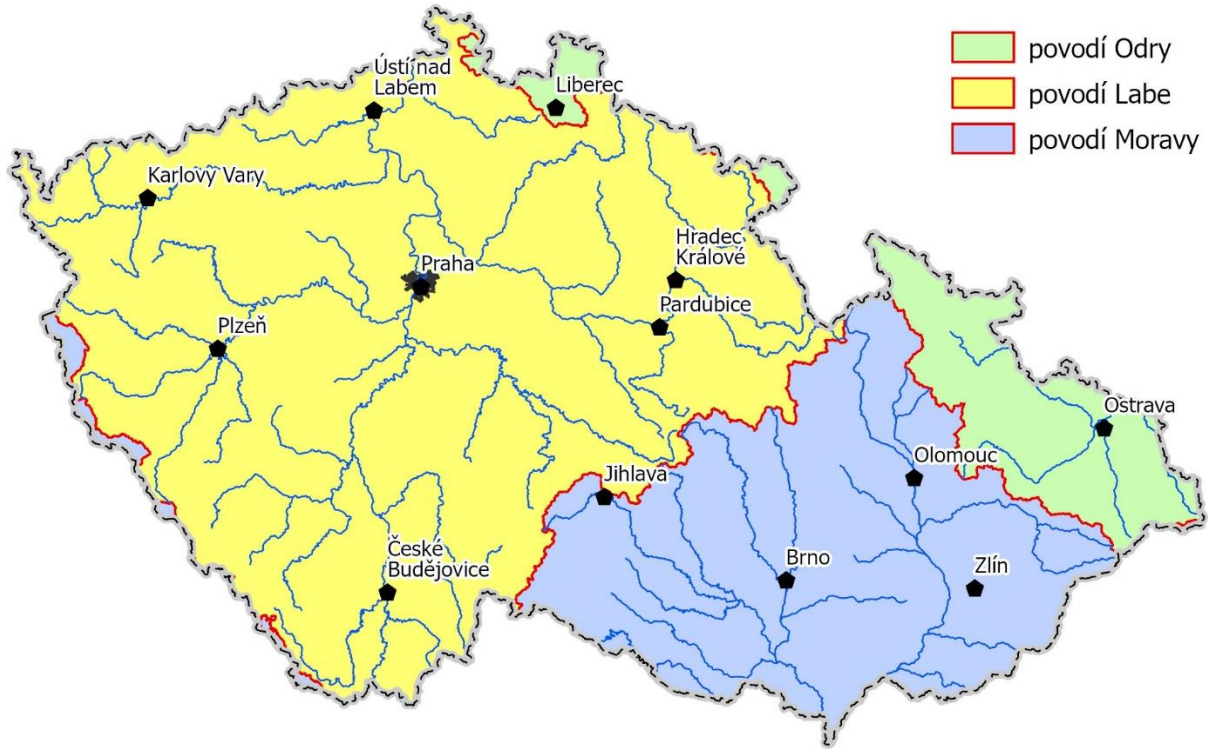 povodí Odry
povodí Labe
povodí Moravy
Ústí nad
Labem
Liberec
Karlovy Vary
Hradec
Králové
Praha
Pardubice
Plzeň
Ostrava
Olomouc
Jihlava
České
Budějovice
Brno
Zlín